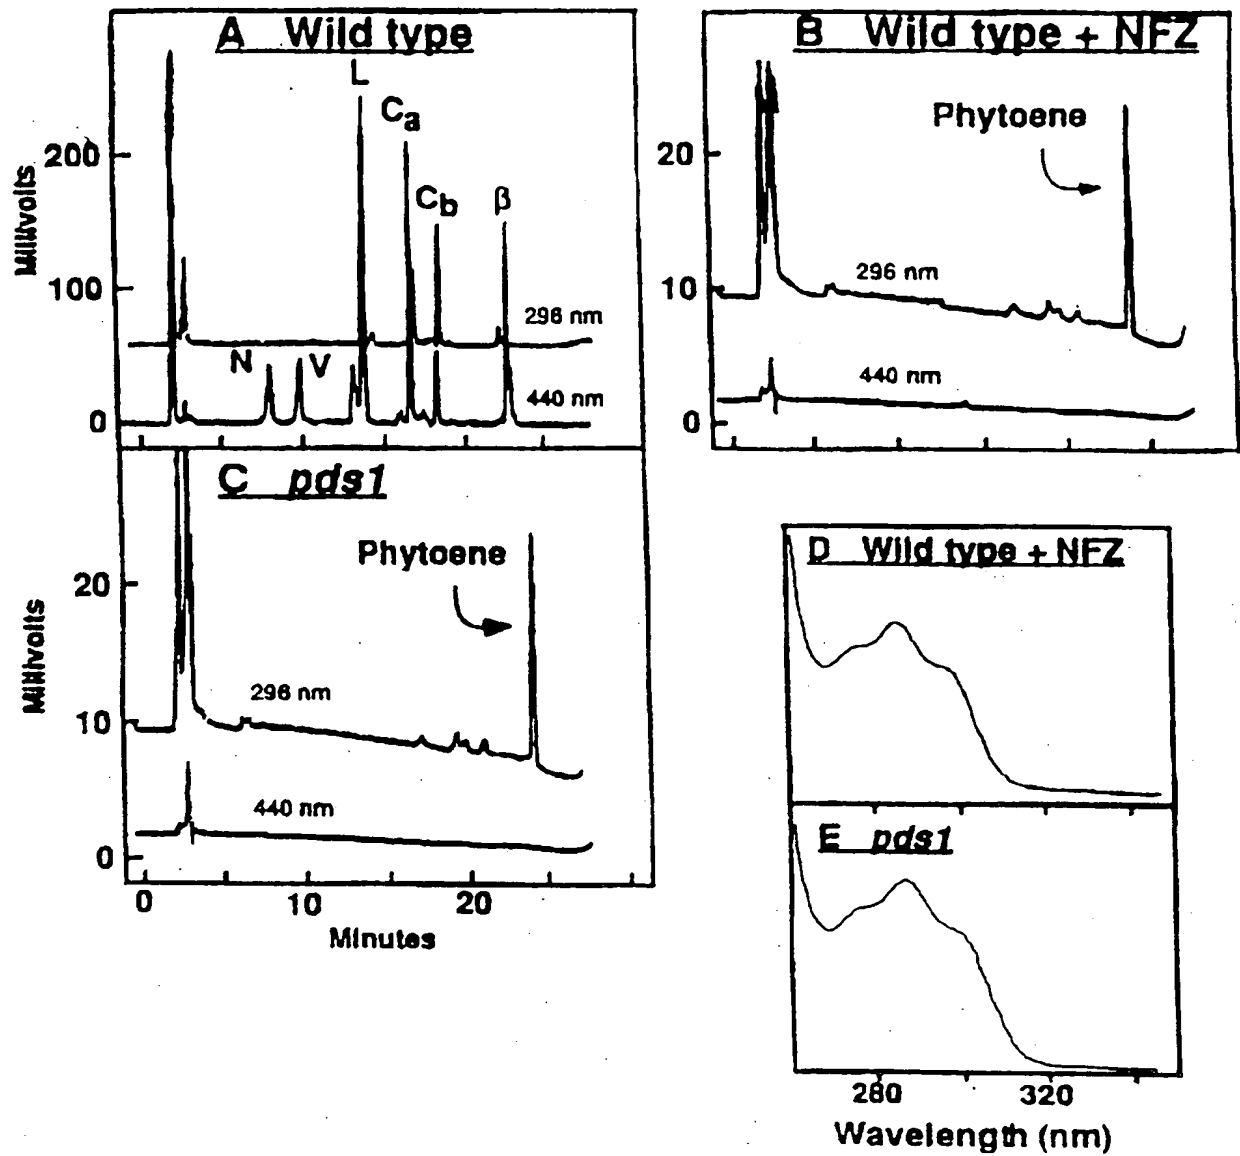 A Wild type
Millivolts
200
100
0
L
Ca
Cb
β
N
V
296 nm
440 nm
B Wild type + NFZ
20
10
0
Phytoene
296 nm
440 nm
C pds1
Millivolts
20
10
0
Phytoene
296 nm
440 nm
0 10 20
Minutes
D Wild type + NFZ
E pds1
280 320
Wavelength (nm)